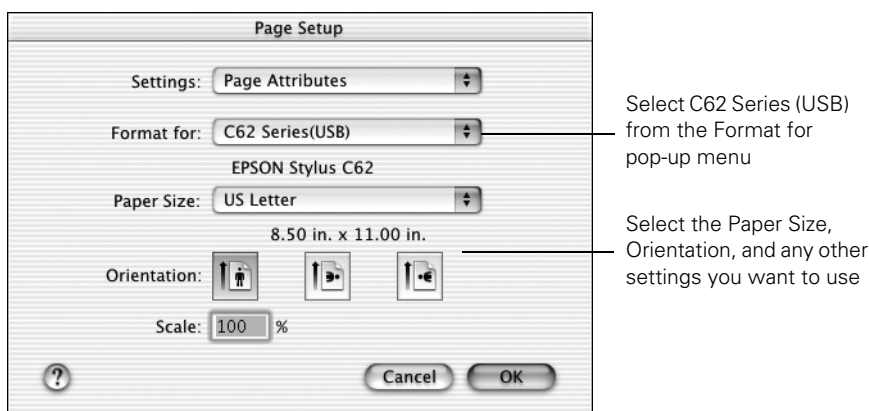 Page Setup
Settings: Page Attributes
Format for: C62 Series(USB)
EPSON Stylus C62
Paper Size: US Letter
8.50 in. x 11.00 in.
Orientation:
Scale: 100 %
?
Cancel OK
Select C62 Series (USB)
from the Format for
pop-up menu
Select the Paper Size,
Orientation, and any other
settings you want to use